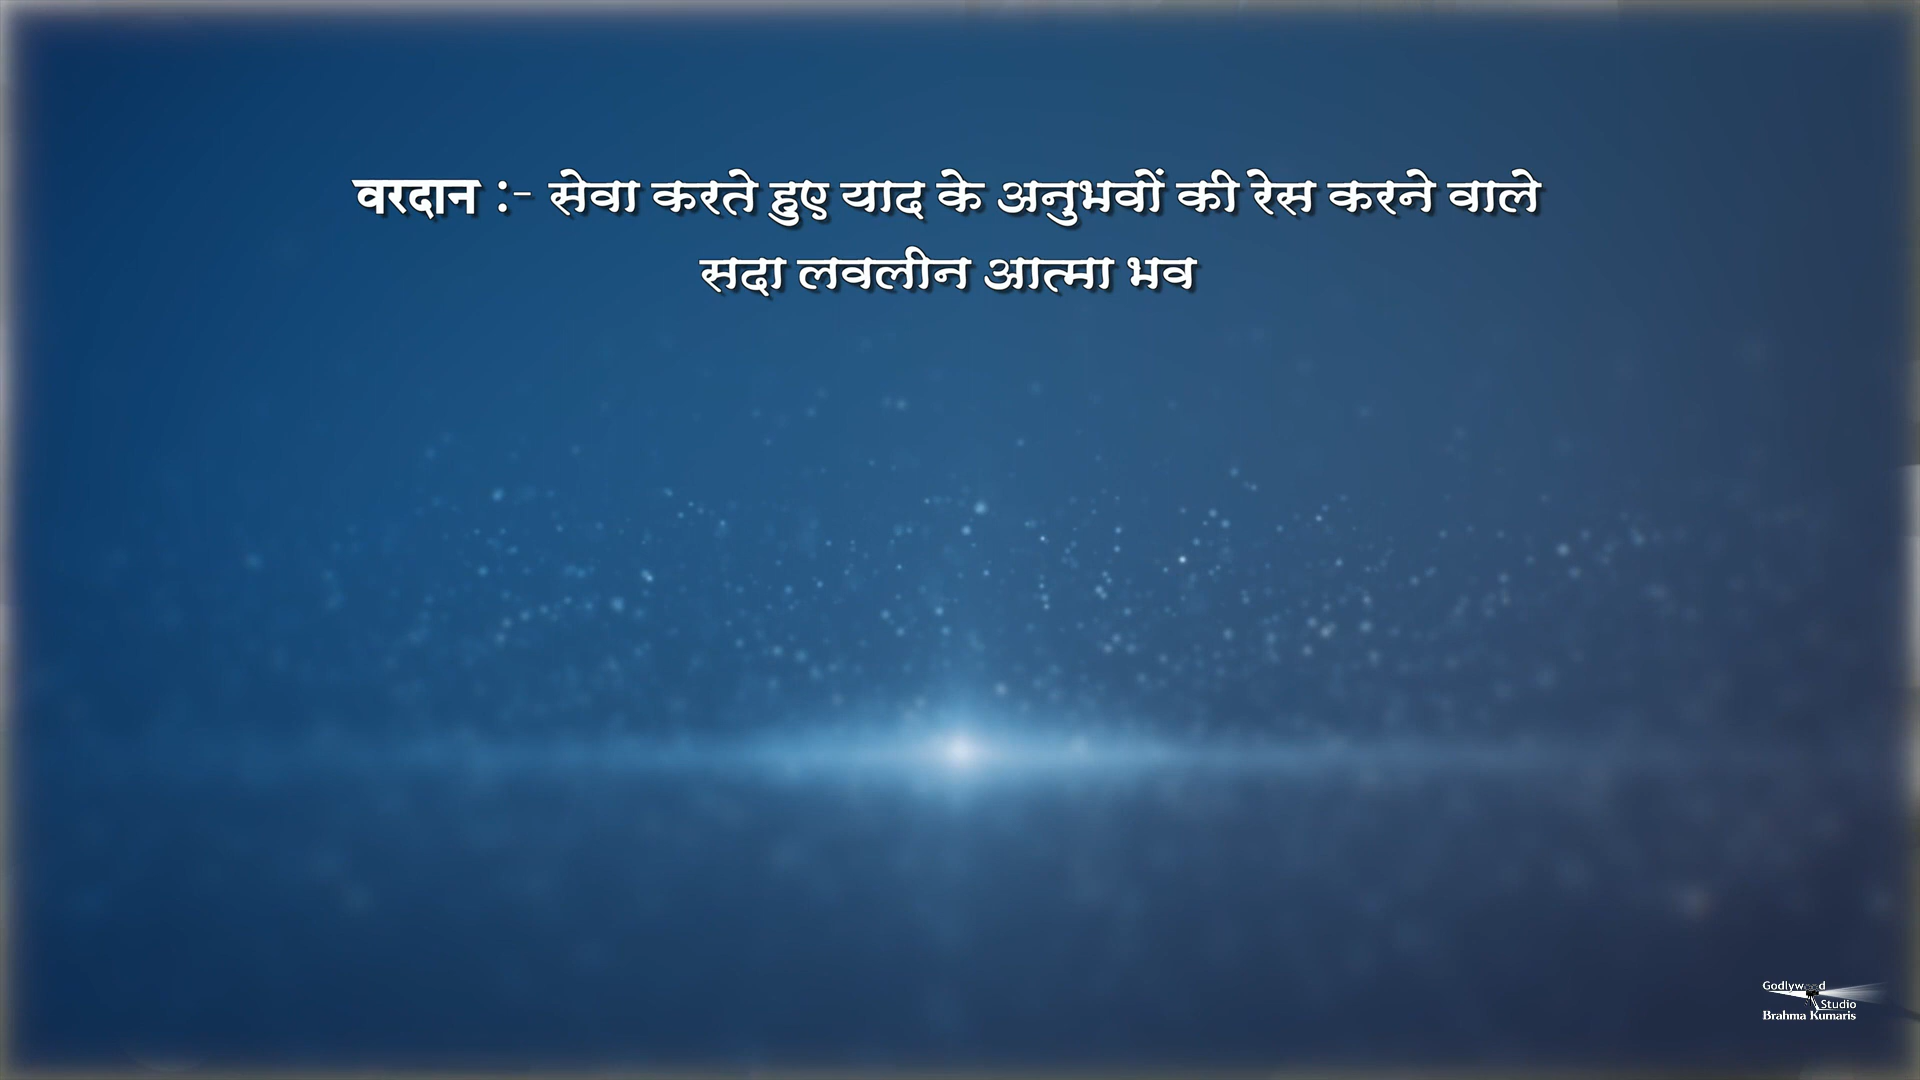 वरदान :- सेवा करते हुए याद के अनुभवों की रेस करने वाले
सदा लवलीन आत्मा भव
Godlywood
Studio
Brahma Kumaris